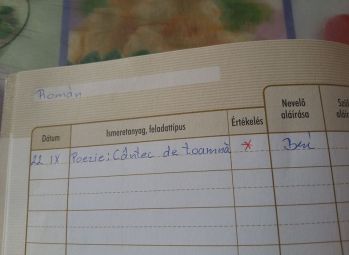 Román
Dátum Ismeretanyag, feladattípus Értékelés Nevelő aláírása
22 IX Poezie: Cântec de toamnă *